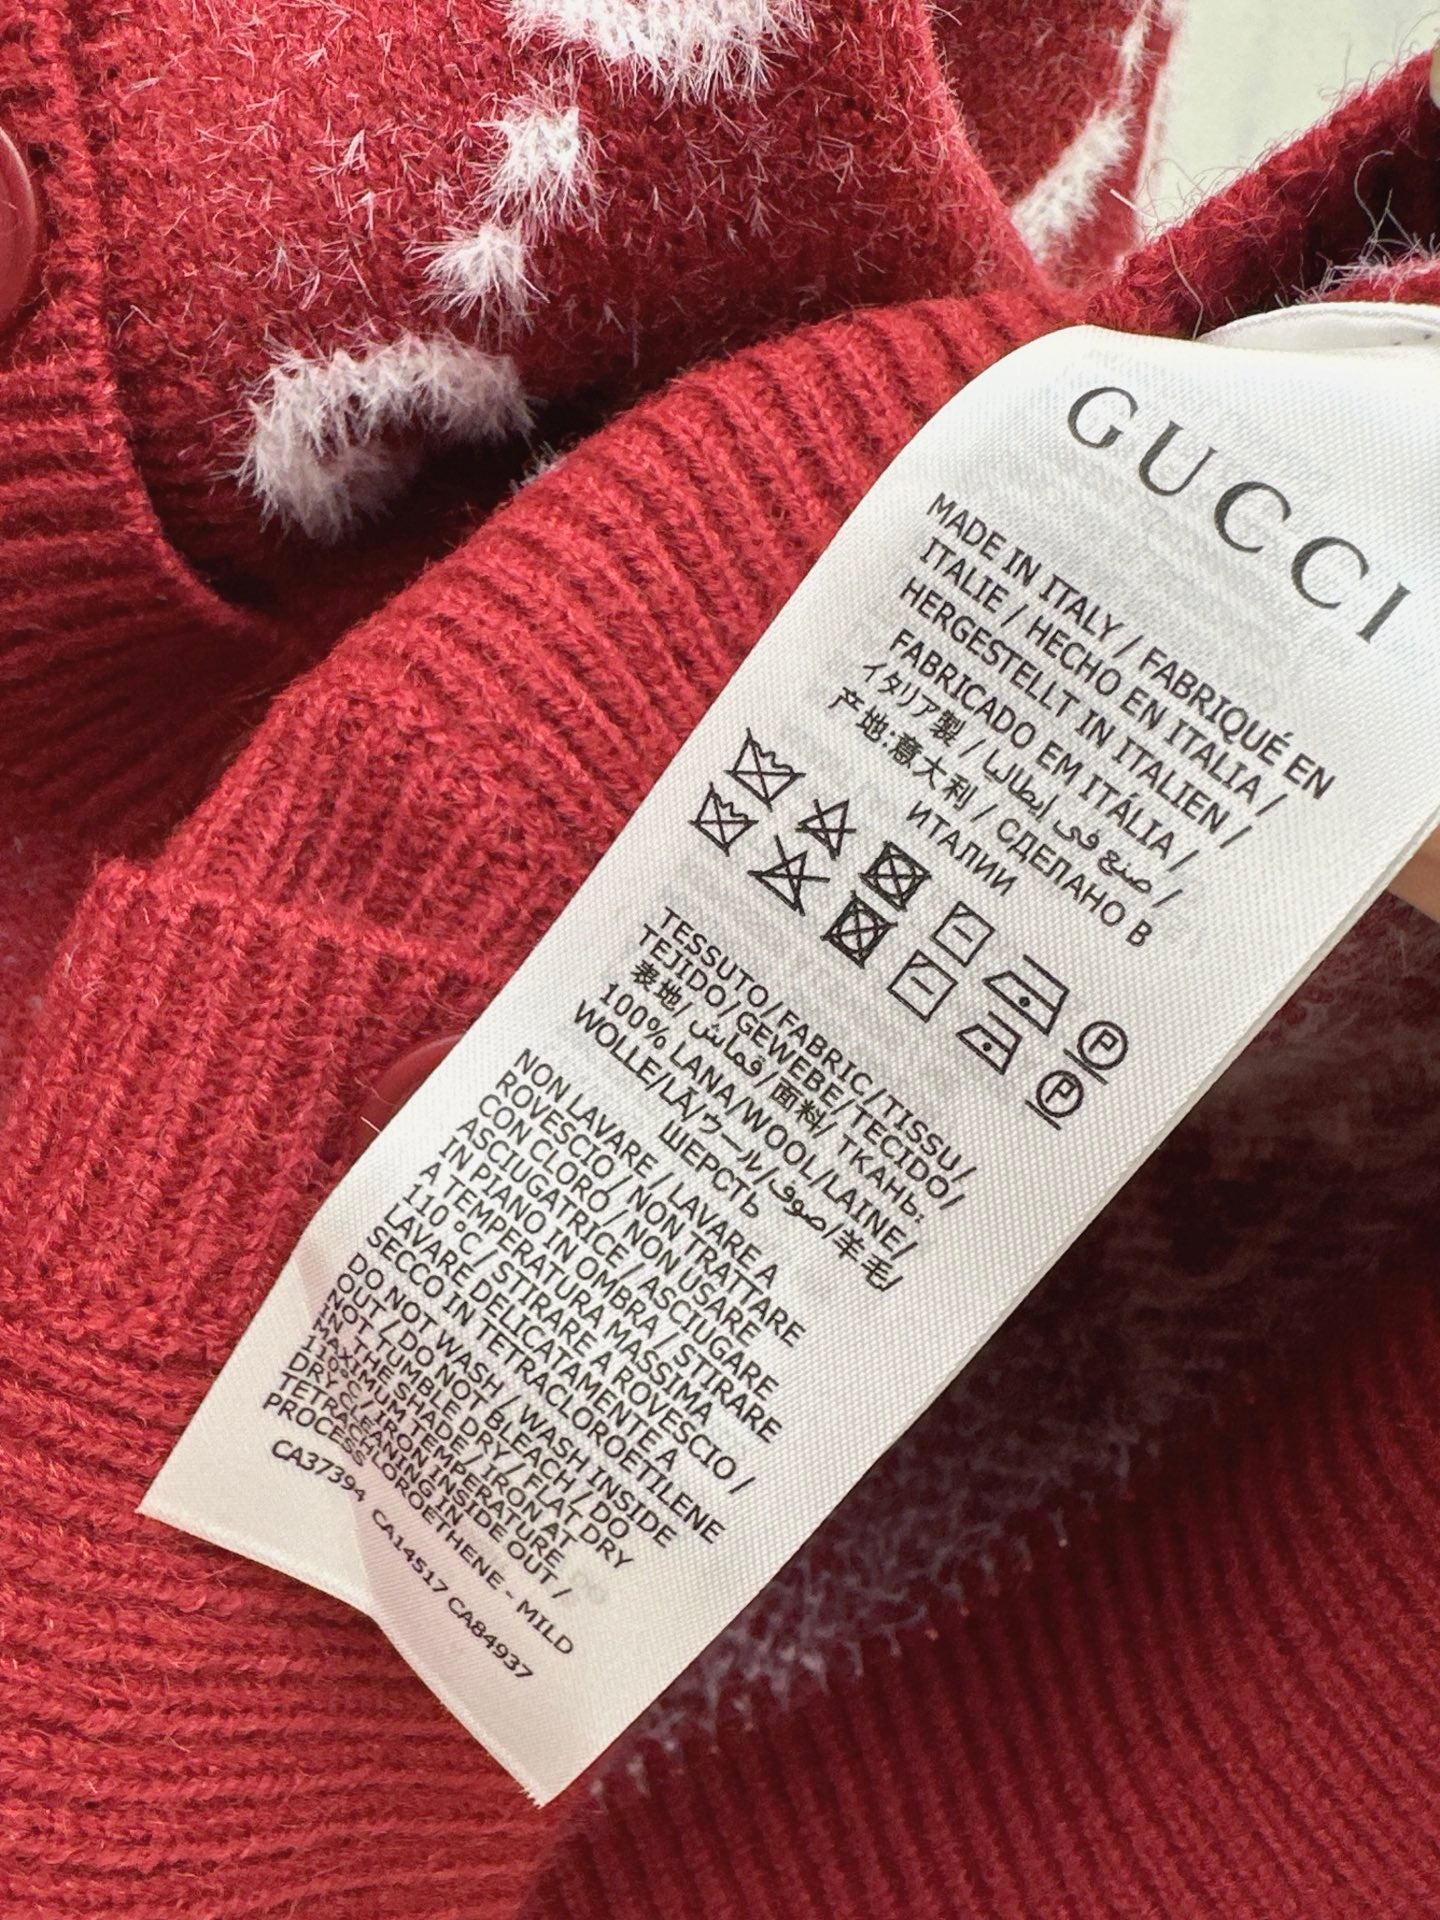 GUCCI
MADE IN ITALY / FABRIQUÉ EN
ITALIE / HECHO EN ITALIA /
HERGESTELLT IN ITALIEN /
FABRICADO EM ITÁLIA /
イタリア製 / صنع في إيطاليا /
产地:意大利 / СДЕЛАНО В
ИТАЛИИ
P
P
TESSUTO/FABRIC/TISSU/
TEJIDO/GEWEBE/TECIDO/
表地/قماش/面料/ТКАНЬ:
100% LANA/WOOL/LAINE/
WOLLE/LÃ/ウール/صوف/羊毛/
ШЕРСТЬ
NON LAVARE / LAVARE A
ROVESCIO / NON TRATTARE
CON CLORO / NON USARE
ASCIUGATRICE / ASCIUGARE
IN PIANO IN OMBRA / STIRARE
A TEMPERATURA MASSIMA
110 °C / STIRARE A ROVESCIO /
LAVARE DELICATAMENTE A
SECCO IN TETRACLOROETILENE
DO NOT WASH / WASH INSIDE
OUT / DO NOT BLEACH / DO
NOT TUMBLE DRY / FLAT DRY
IN THE SHADE / IRON AT
MAXIMUM TEMPERATURE
110°C / IRON INSIDE OUT /
DRY CLEANING IN
TETRACHLOROETHENE - MILD
PROCESS
CA37394 CA14517 CA84937